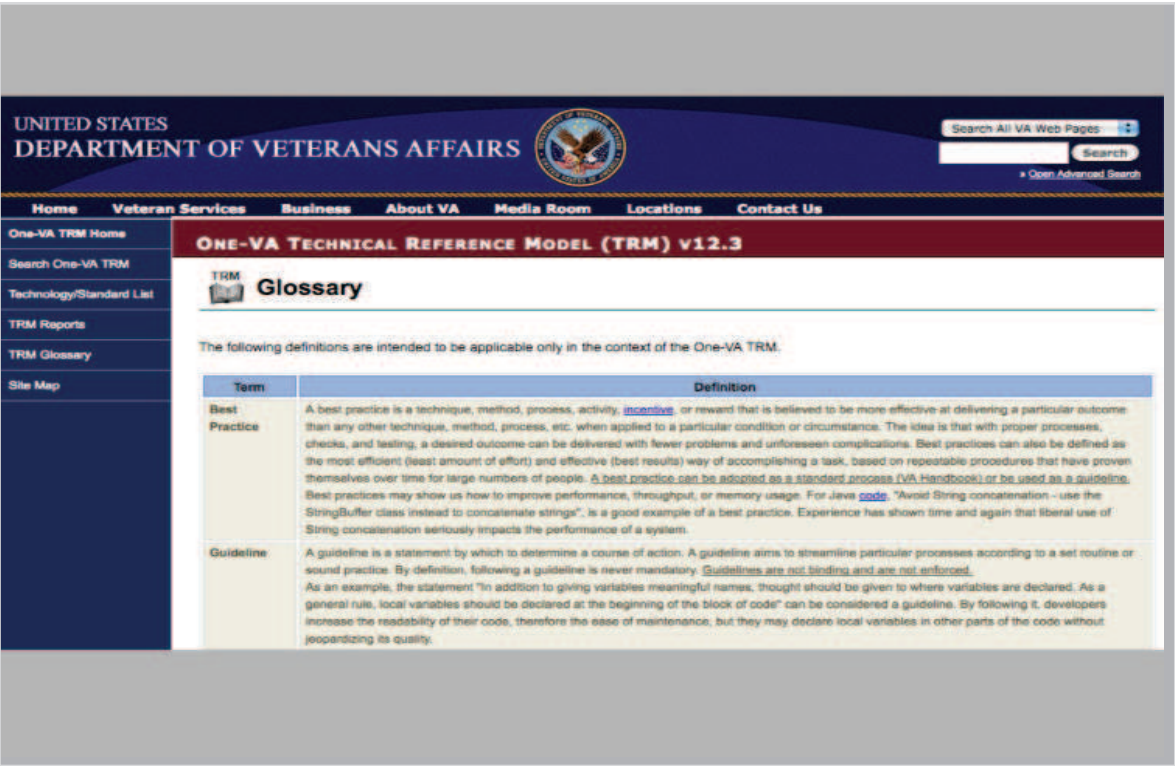 UNITED STATES
DEPARTMENT OF VETERANS AFFAIRS
Search All VA Web Pages
Search
» Open Advanced Search
Home Veteran Services Business About VA Media Room Locations Contact Us
One-VA TRM Home
Search One-VA TRM
Technology/Standard List
TRM Reports
TRM Glossary
Site Map
ONE-VA TECHNICAL REFERENCE MODEL (TRM) V12.3
TRM
Glossary
The following definitions are intended to be applicable only in the context of the One-VA TRM.
Term Definition
Best Practice
A best practice is a technique, method, process, activity, incentive, or reward that is believed to be more effective at delivering a particular outcome
than any other technique, method, process, etc. when applied to a particular condition or circumstance. The idea is that with proper processes,
checks, and testing, a desired outcome can be delivered with fewer problems and unforeseen complications. Best practices can also be defined as
the most efficient (least amount of effort) and effective (best results) way of accomplishing a task, based on repeatable procedures that have proven
themselves over time for large numbers of people. A best practice can be adopted as a standard process (VA Handbook) or be used as a guideline.
Best practices may show us how to improve performance, throughput, or memory usage. For Java code, "Avoid String concatenation - use the
StringBuffer class instead to concatenate strings", is a good example of a best practice. Experience has shown time and again that liberal use of
String concatenation seriously impacts the performance of a system.
Guideline
A guideline is a statement by which to determine a course of action. A guideline aims to streamline particular processes according to a set routine or
sound practice. By definition, following a guideline is never mandatory. Guidelines are not binding and are not enforced.
As an example, the statement "In addition to giving variables meaningful names, thought should be given to where variables are declared. As a
general rule, local variables should be declared at the beginning of the block of code" can be considered a guideline. By following it, developers
increase the readability of their code, therefore the ease of maintenance, but they may declare local variables in other parts of the code without
jeopardizing its quality.